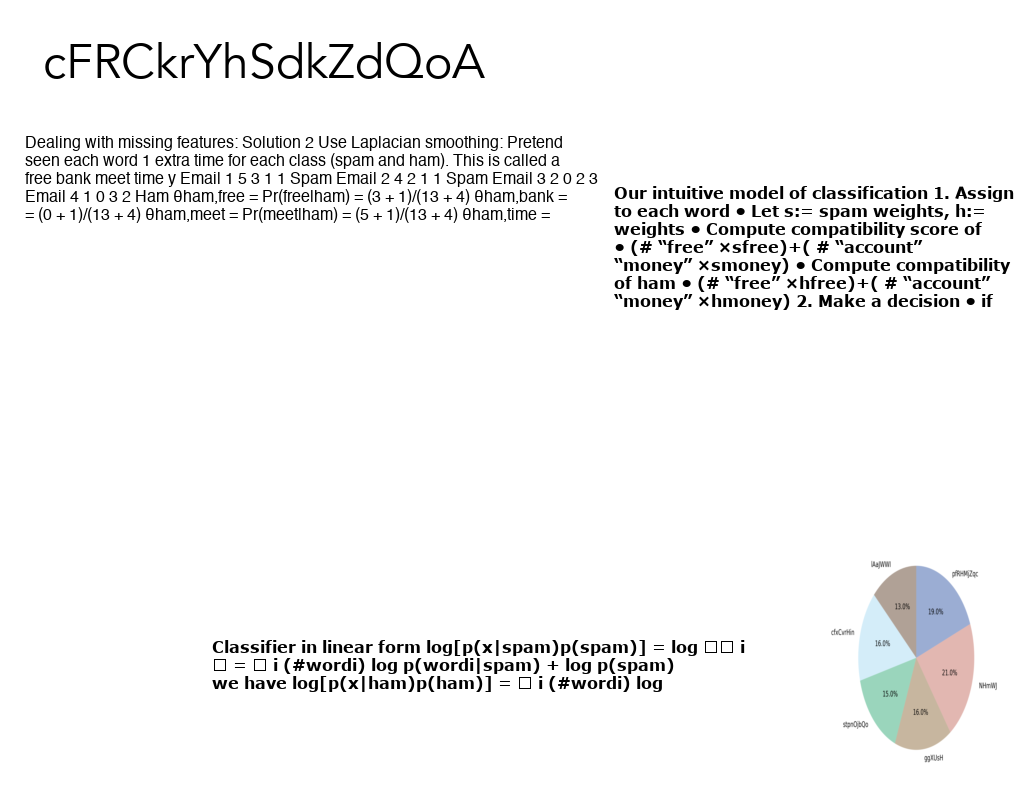 cFRCkrYhSdkZdQoA
Dealing with missing features: Solution 2 Use Laplacian smoothing: Pretend
seen each word 1 extra time for each class (spam and ham). This is called a
free bank meet time y Email 1 5 3 1 1 Spam Email 2 4 2 1 1 Spam Email 3 2 0 2 3
Email 4 1 0 3 2 Ham θham,free = Pr(free|ham) = (3 + 1)/(13 + 4) θham,bank =
= (0 + 1)/(13 + 4) θham,meet = Pr(meet|ham) = (5 + 1)/(13 + 4) θham,time =
Our intuitive model of classification 1. Assign
to each word • Let s:= spam weights, h:=
weights • Compute compatibility score of
• (# “free” ×sfree)+( # “account”
“money” ×smoney) • Compute compatibility
of ham • (# “free” ×hfree)+( # “account”
“money” ×hmoney) 2. Make a decision • if
Classifier in linear form log[p(x|spam)p(spam)] = log □□ i
□ = □ i (#wordi) log p(wordi|spam) + log p(spam)
we have log[p(x|ham)p(ham)] = □ i (#wordi) log
13.0%
19.0%
16.0%
21.0%
NHmWJ
15.0%
16.0%
ggXUsH